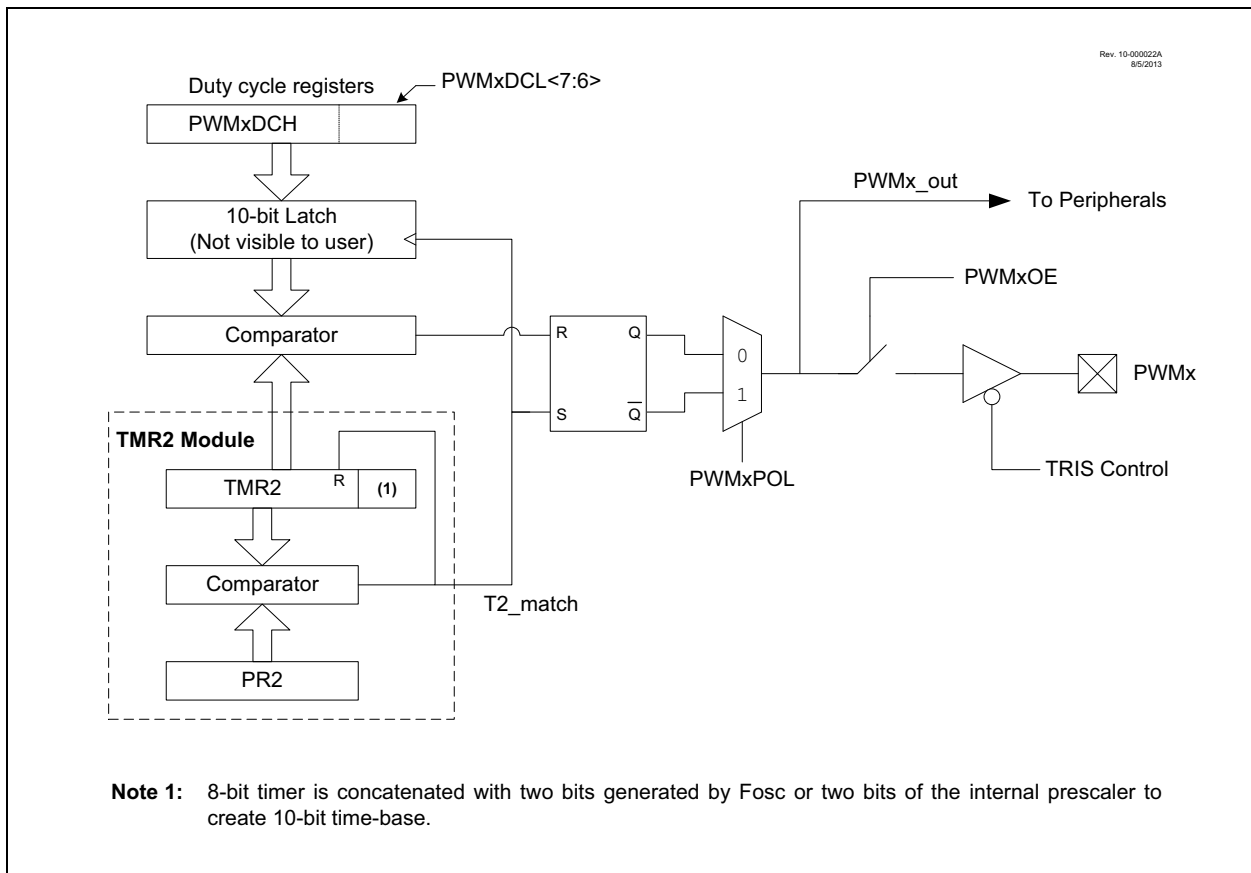 Rev. 10-000022A
8/5/2013
Duty cycle registers
PWMxDCL<7:6>
PWMxDCH
10-bit Latch
(Not visible to user)
Comparator
TMR2 Module
R
TMR2
(1)
Comparator
PR2
T2_match
R
Q
S
Q̅
0
1
PWMxPOL
PWMx_out
To Peripherals
PWMxOE
PWMx
TRIS Control
Note 1: 8-bit timer is concatenated with two bits generated by Fosc or two bits of the internal prescaler to
create 10-bit time-base.